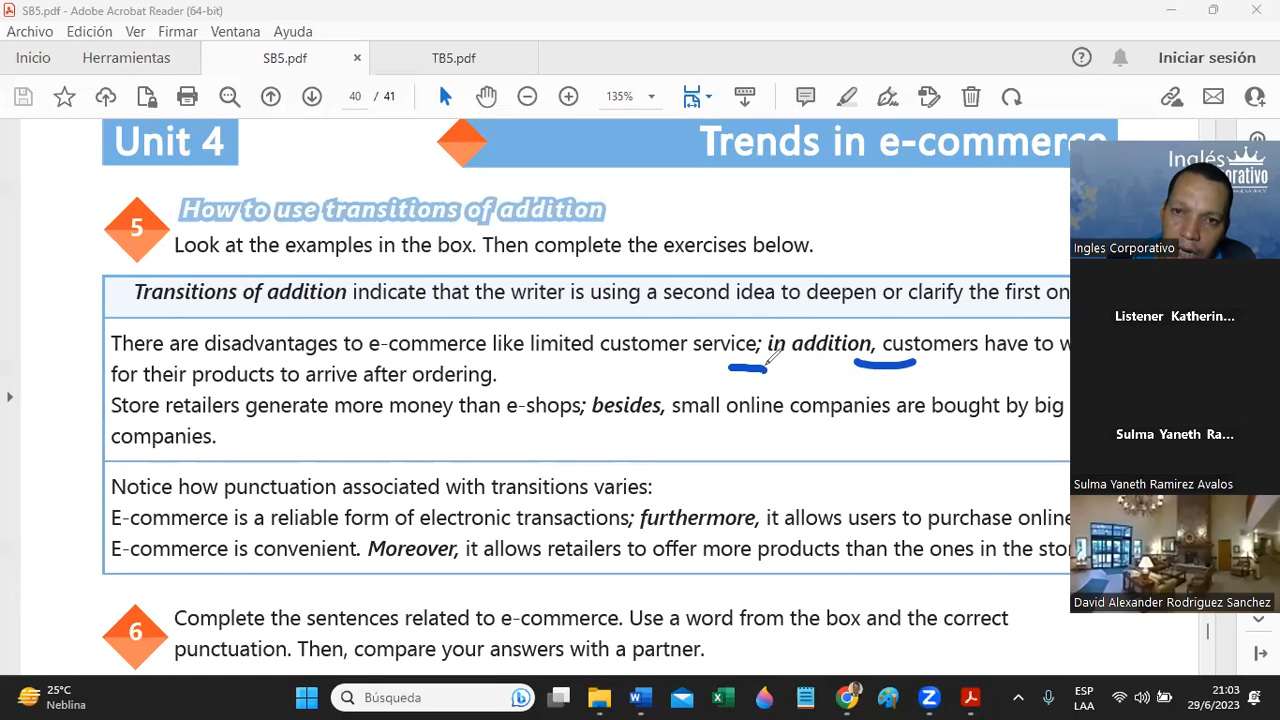 SB5.pdf - Adobe Acrobat Reader (64-bit)
Archivo Edición Ver Firmar Ventana Ayuda
Inicio Herramientas SB5.pdf × TB5.pdf Iniciar sesión
40 / 41 135%
Unit 4 Trends in e-commerce
Inglés
5 How to use transitions of addition
Look at the examples in the box. Then complete the exercises below.
Ingles Corporativo
Transitions of addition indicate that the writer is using a second idea to deepen or clarify the first
Listener Katherin...
There are disadvantages to e-commerce like limited customer service; in addition, customers have to
for their products to arrive after ordering.
Store retailers generate more money than e-shops; besides, small online companies are bought by big
companies.
Sulma Yaneth Ra...
Sulma Yaneth Ramirez Avalos
Notice how punctuation associated with transitions varies:
E-commerce is a reliable form of electronic transactions; furthermore, it allows users to purchase online
E-commerce is convenient. Moreover, it allows retailers to offer more products than the ones in the
David Alexander Rodriguez Sanchez
6 Complete the sentences related to e-commerce. Use a word from the box and the correct
punctuation. Then, compare your answers with a partner.
25°C
Neblina
Búsqueda
ESP
LAA
21:03
29/6/2023